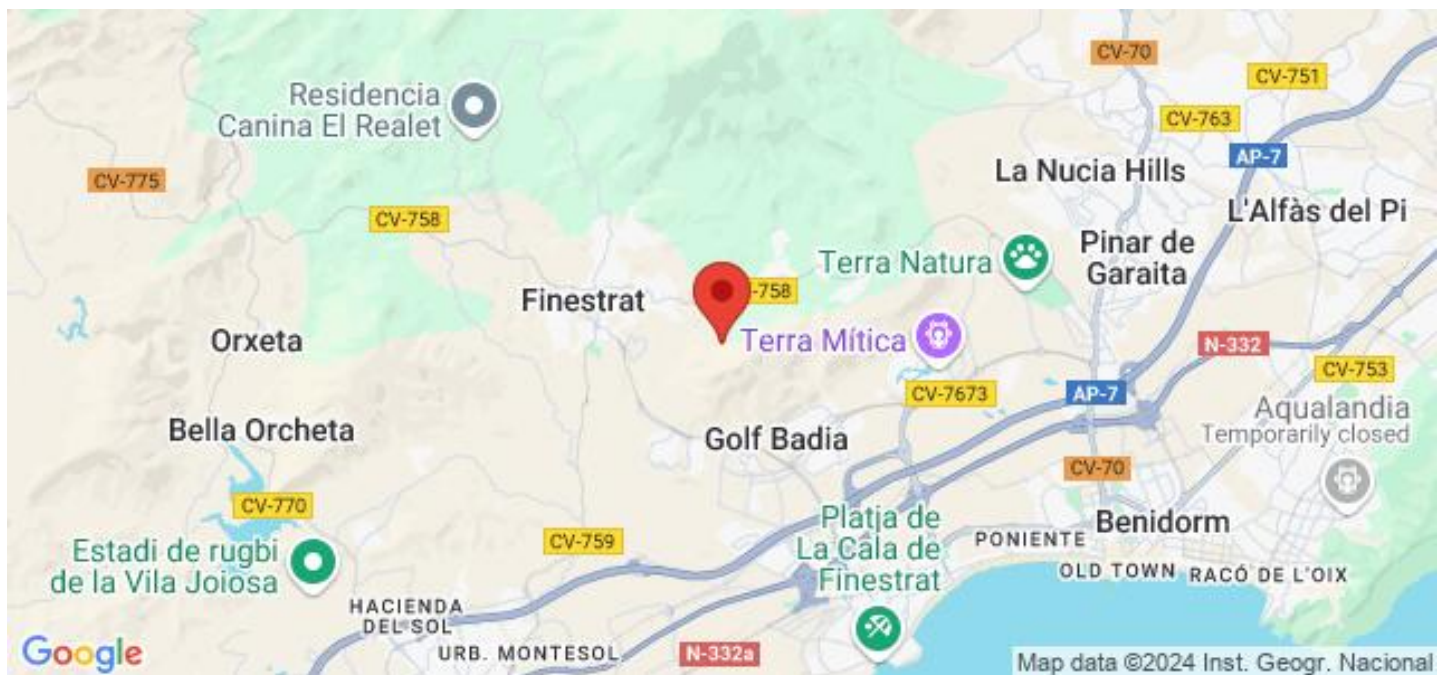 CV-70
CV-751
Residencia
Canina El Realet
CV-763
AP-7
La Nucia Hills
CV-775
CV-758
L'Alfàs del Pi
Pinar de
Garaita
Terra Natura
-758
Finestrat
Orxeta
Terra Mítica
N-332
CV-753
CV-7673
AP-7
Aqualandia
Temporarily closed
Bella Orcheta
Golf Badia
CV-70
CV-770
Benidorm
Platja de
La Cala de
Finestrat
PONIENTE
CV-759
Estadi de rugbi
de la Vila Joiosa
OLD TOWN
RACÓ DE L'OIX
HACIENDA
DEL SOL
URB. MONTESOL
N-332a
Google
Map data ©2024 Inst. Geogr. Nacional